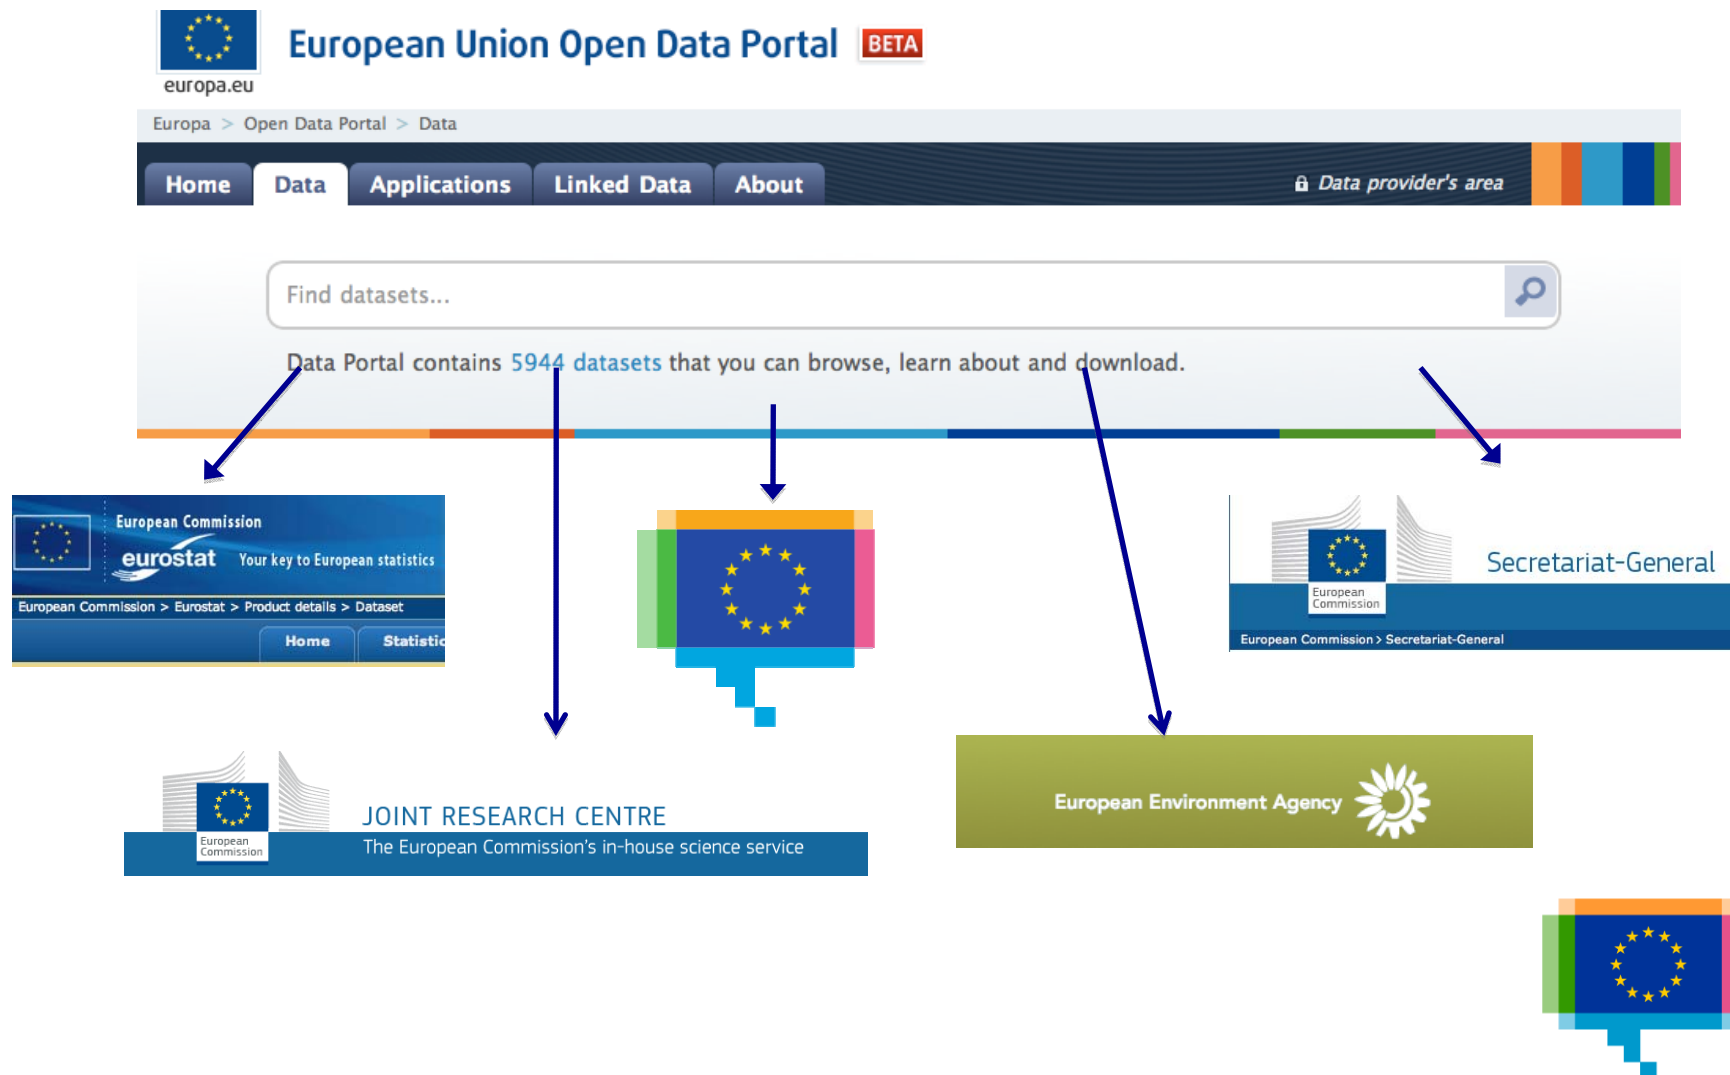 European Union Open Data Portal BETA
europa.eu
Europa > Open Data Portal > Data
Home Data Applications Linked Data About Data provider's area
Find datasets...
Data Portal contains 5944 datasets that you can browse, learn about and download.
European Commission
eurostat Your key to European statistics
European Commission > Eurostat > Product details > Dataset
Home Statistic
Secretariat-General
European
Commission
European Commission > Secretariat-General
JOINT RESEARCH CENTRE
The European Commission's in-house science service
European
Commission
European Environment Agency